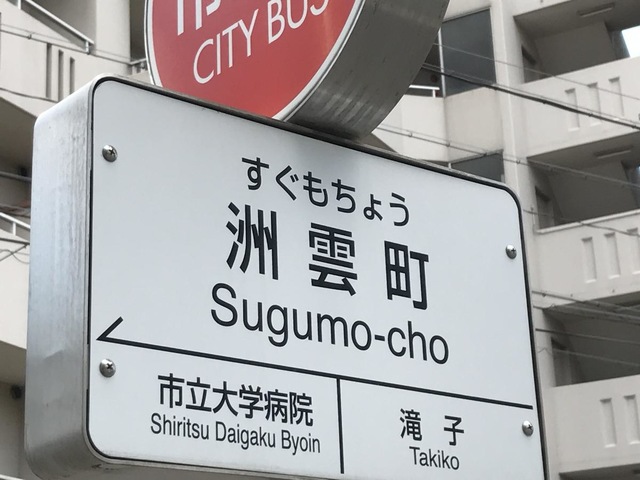 CITY BUS
すぐもちょう
洲雲町
Sugumo-cho
市立大学病院
Shiritsu Daigaku Byoin
滝子
Takiko